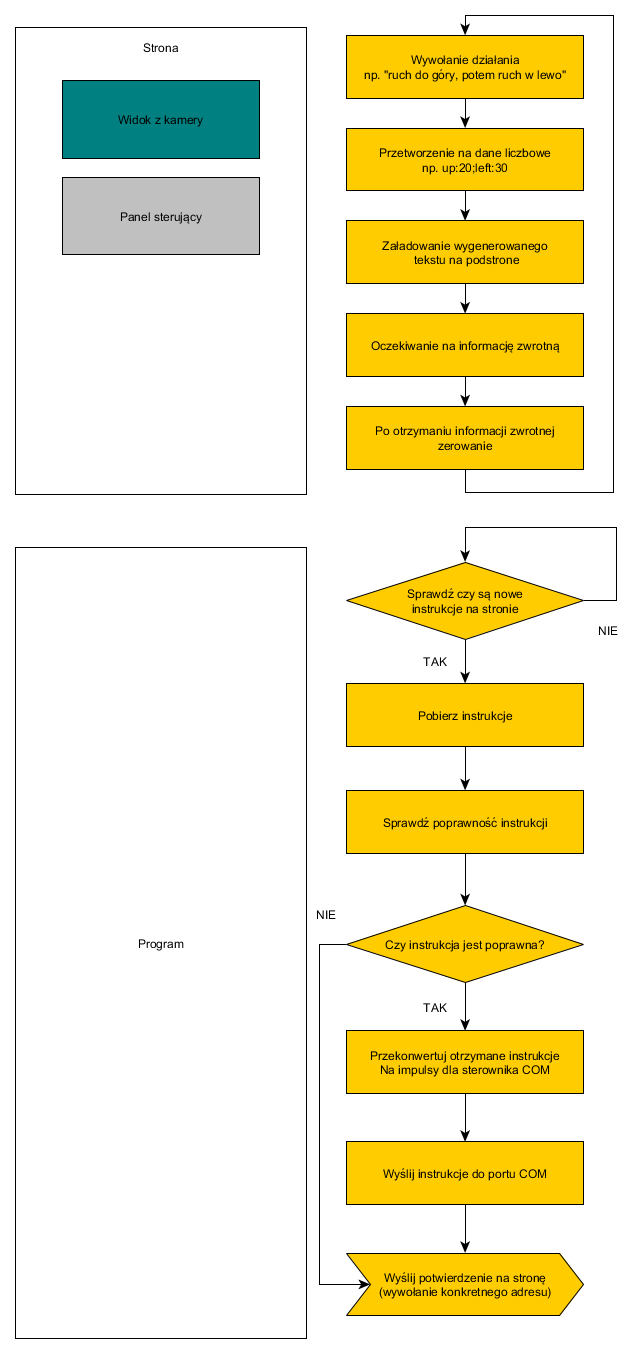 Strona
Widok z kamery
Panel sterujący
Wywołanie działania
np. "ruch do góry, potem ruch w lewo"
Przetworzenie na dane liczbowe
np. up:20;left:30
Załadowanie wygenerowanego
tekstu na podstrone
Oczekiwanie na informację zwrotną
Po otrzymaniu informacji zwrotnej
zerowanie
Program
Sprawdź czy są nowe
instrukcje na stronie
NIE
TAK
Pobierz instrukcje
Sprawdź poprawność instrukcji
NIE
Czy instrukcja jest poprawna?
TAK
Przekonwertuj otrzymane instrukcje
Na impulsy dla sterownika COM
Wyślij instrukcje do portu COM
Wyślij potwierdzenie na stronę
(wywołanie konkretnego adresu)